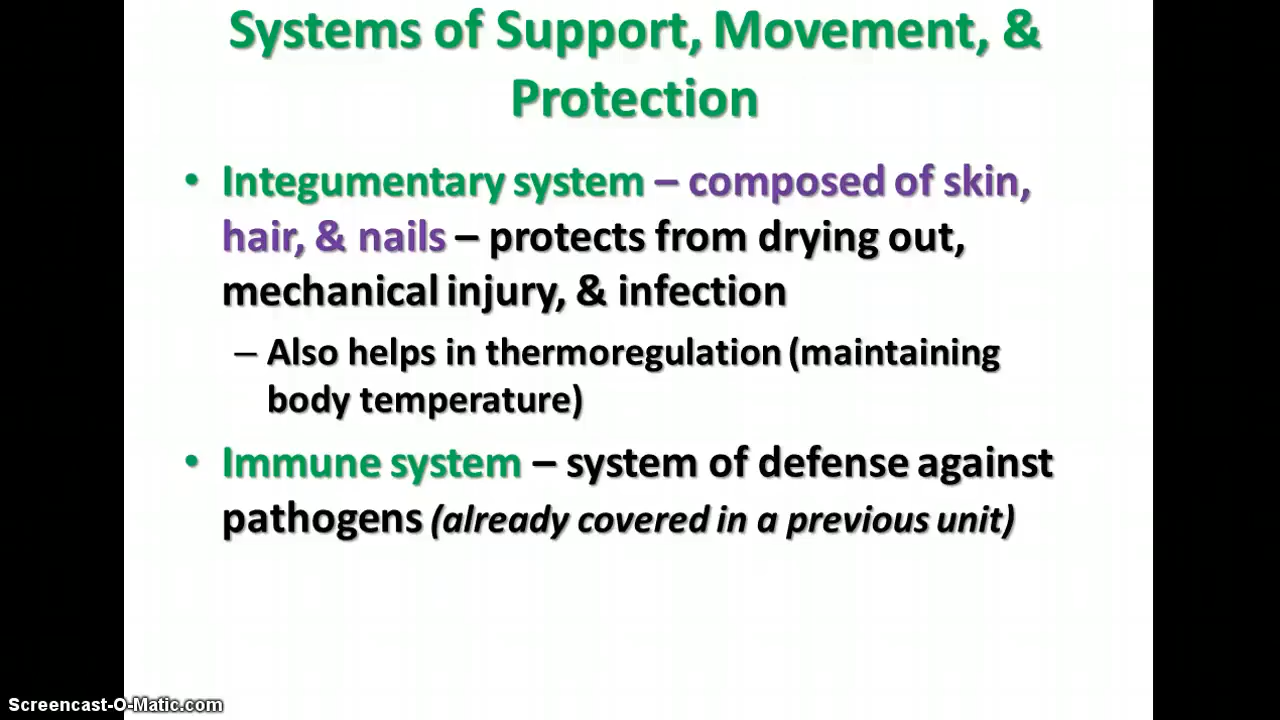 Systems of Support, Movement, &
Protection
• Integumentary system – composed of skin,
hair, & nails – protects from drying out,
mechanical injury, & infection
– Also helps in thermoregulation (maintaining
body temperature)
• Immune system – system of defense against
pathogens (already covered in a previous unit)
Screencast-O-Matic.com